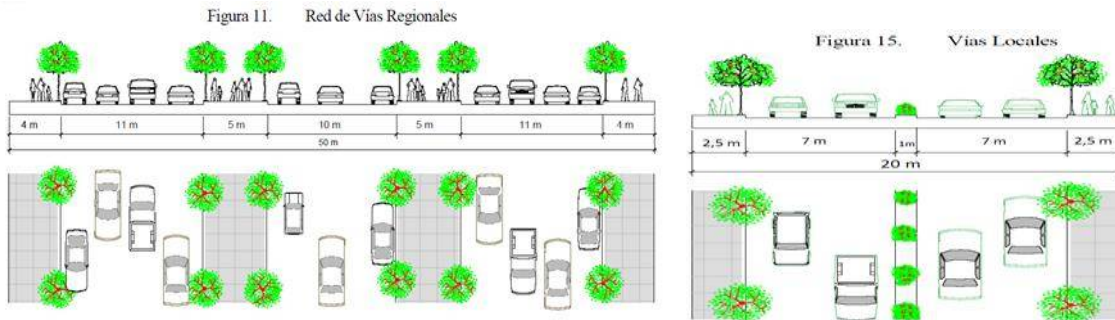 Figura 11. Red de Vías Regionales
4 m 11 m 5 m 10 m 5 m 11 m 4 m
50 m
Figura 15. Vías Locales
2,5 m 7 m 1m 7 m 2,5 m
20 m